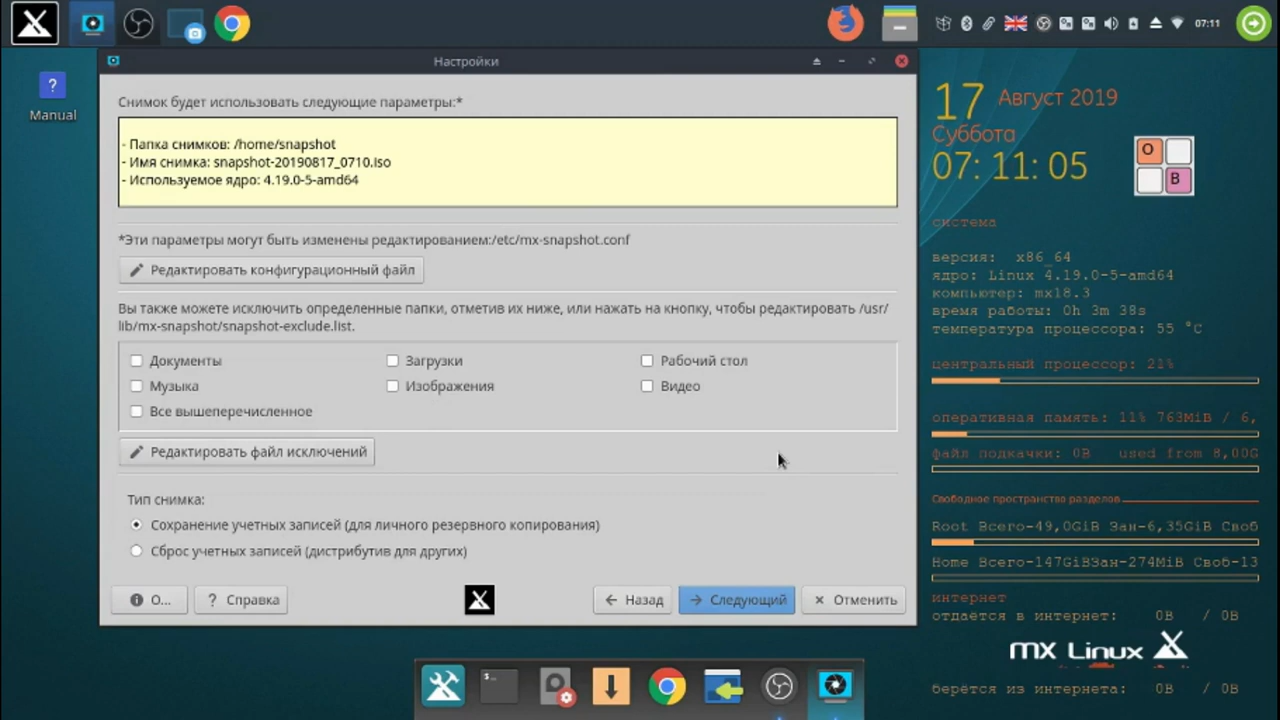 07:11
Manual
Настройки
Снимок будет использовать следующие параметры:*
- Папка снимков: /home/snapshot
- Имя снимка: snapshot-20190817_0710.iso
- Используемое ядро: 4.19.0-5-amd64
*Эти параметры могут быть изменены редактированием:/etc/mx-snapshot.conf
Редактировать конфигурационный файл
Вы также можете исключить определенные папки, отметив их ниже, или нажать на кнопку, чтобы редактировать /usr/
lib/mx-snapshot/snapshot-exclude.list.
Документы Загрузки Рабочий стол
Музыка Изображения Видео
Все вышеперечисленное
Редактировать файл исключений
Тип снимка:
Сохранение учетных записей (для личного резервного копирования)
Сброс учетных записей (дистрибутив для других)
О... ? Справка Назад Следующий Отменить
17 Август 2019
Суббота
07: 11: 05
O
B
система
версия: x86_64
ядро: Linux 4.19.0-5-amd64
компьютер: mx18.3
время работы: 0h 3m 38s
температура процессора: 55 °C
центральный процессор: 21%
оперативная память: 11% 763MiB / 6,
файл подкачки: 0B used from 8,00G
Свободное пространство разделов
Root Всего-49,0GiB Зан-6,35GiB Своб
Home Всего-147GiBЗан-274MiB Своб-13
интернет
отдаётся в интернет: 0B / 0B
MX Linux
берётся из интернета: 0B / 0B